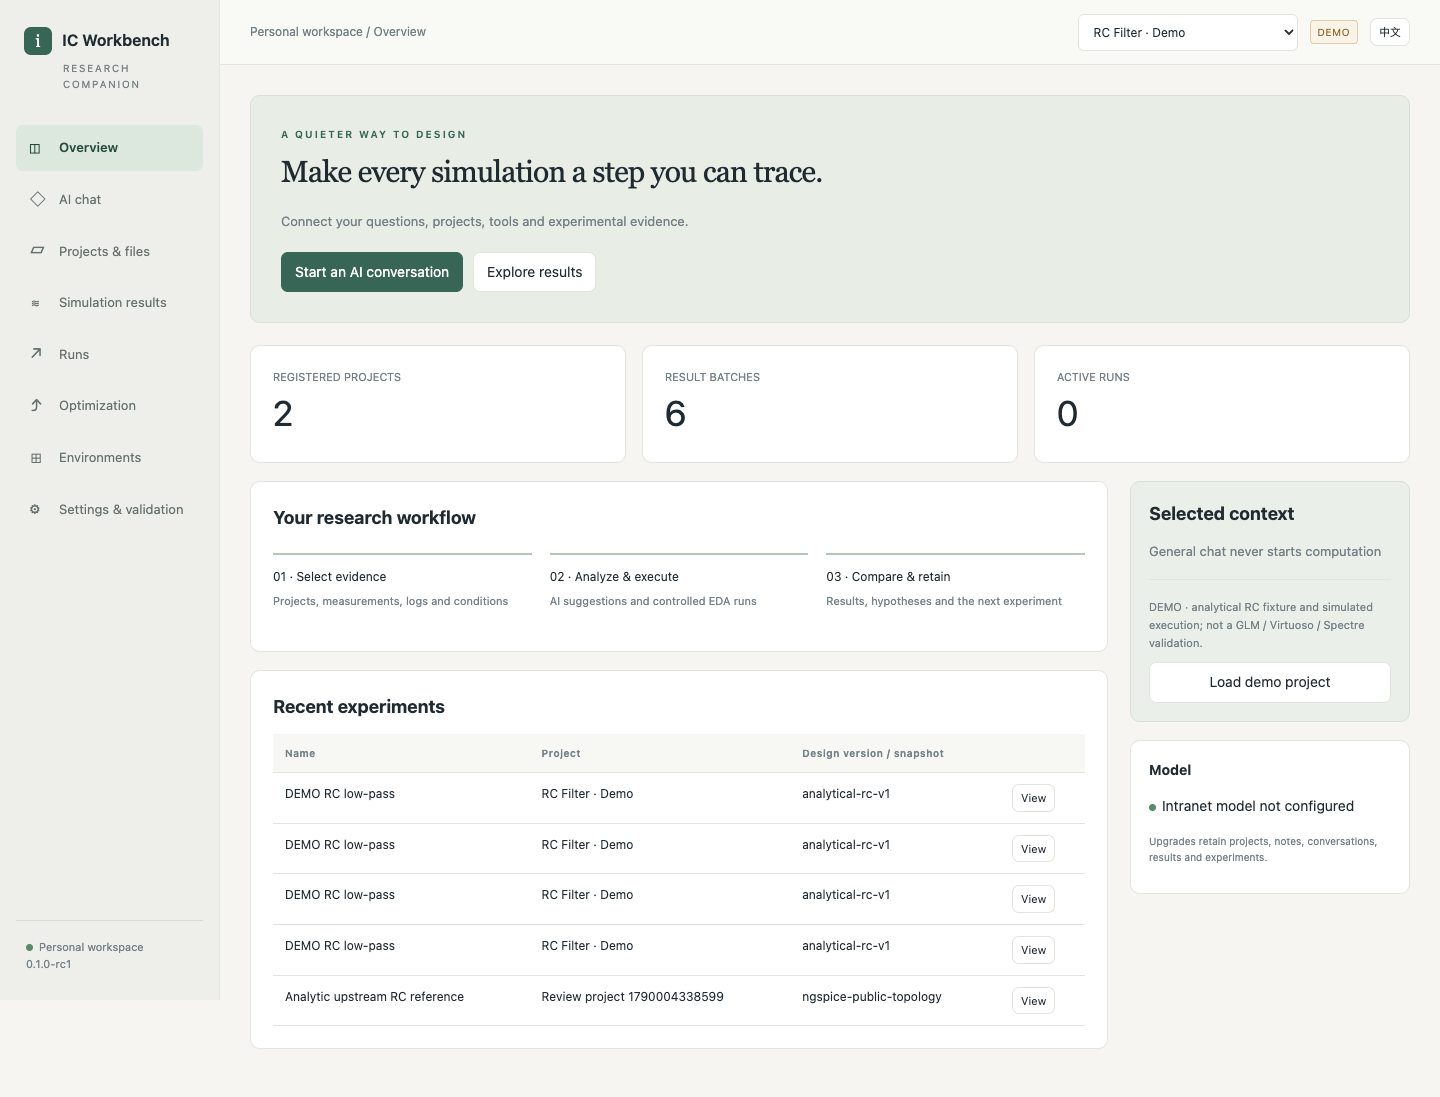 i IC Workbench
RESEARCH
COMPANION
Overview
AI chat
Projects & files
Simulation results
Runs
Optimization
Environments
Settings & validation
Personal workspace
0.1.0-rc1
Personal workspace / Overview
RC Filter · Demo
DEMO
中文
A QUIETER WAY TO DESIGN
Make every simulation a step you can trace.
Connect your questions, projects, tools and experimental evidence.
Start an AI conversation
Explore results
REGISTERED PROJECTS
2
RESULT BATCHES
6
ACTIVE RUNS
0
Your research workflow
01 · Select evidence
Projects, measurements, logs and conditions
02 · Analyze & execute
AI suggestions and controlled EDA runs
03 · Compare & retain
Results, hypotheses and the next experiment
Recent experiments
Name Project Design version / snapshot
DEMO RC low-pass RC Filter · Demo analytical-rc-v1 View
DEMO RC low-pass RC Filter · Demo analytical-rc-v1 View
DEMO RC low-pass RC Filter · Demo analytical-rc-v1 View
DEMO RC low-pass RC Filter · Demo analytical-rc-v1 View
Analytic upstream RC reference Review project 1790004338599 ngspice-public-topology View
Selected context
General chat never starts computation
DEMO · analytical RC fixture and simulated
execution; not a GLM / Virtuoso / Spectre
validation.
Load demo project
Model
Intranet model not configured
Upgrades retain projects, notes, conversations,
results and experiments.